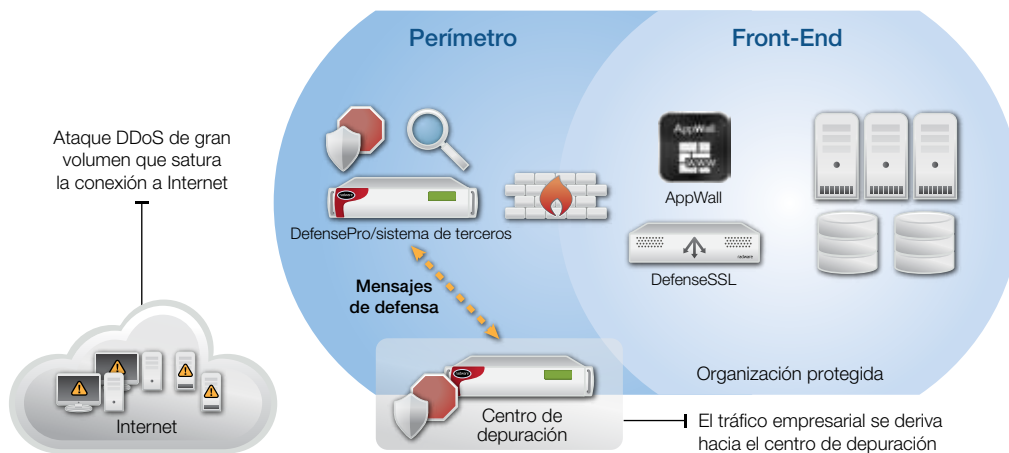 Perímetro
Front-End
Ataque DDoS de gran
volumen que satura
la conexión a Internet
AppWall
WWW
AppWall
DefensePro/sistema de terceros
radware
DefenseSSL
Mensajes
de defensa
Organización protegida
Internet
Centro de
depuración
El tráfico empresarial se deriva
hacia el centro de depuración